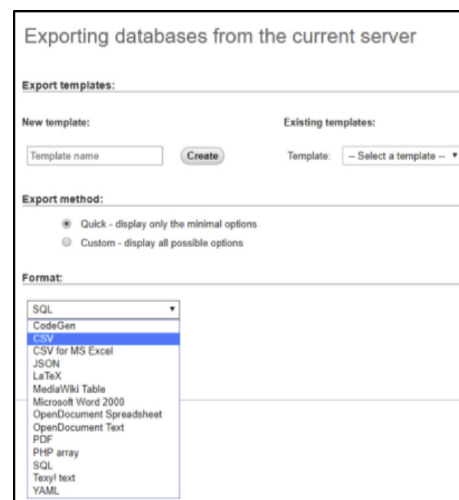 Exporting databases from the current server
Export templates:
New template: Existing templates:
Template name Create Template: -- Select a template --
Export method:
Quick - display only the minimal options
Custom - display all possible options
Format:
SQL
CodeGen
CSV
CSV for MS Excel
JSON
LaTeX
MediaWiki Table
Microsoft Word 2000
OpenDocument Spreadsheet
OpenDocument Text
PDF
PHP array
SQL
Texy! text
YAML